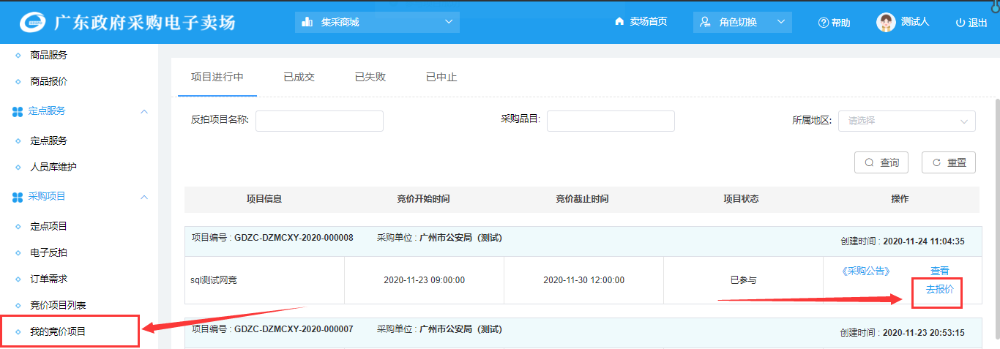 广东政府采购电子卖场
集采商城
卖场首页
角色切换
帮助
测试人
退出
商品服务
商品报价
定点服务
定点服务
人员库维护
采购项目
定点项目
电子反拍
订单需求
竞价项目列表
我的竞价项目
项目进行中 已成交 已失败 已中止
反拍项目名称: 采购品目: 所属地区: 请选择
查询 重置
项目信息 竞价开始时间 竞价截止时间 项目状态 操作
项目编号 : GDZC-DZMCXY-2020-000008 采购单位 : 广州市公安局（测试） 创建时间 : 2020-11-24 11:04:35
sql测试网竞 2020-11-23 09:00:00 2020-11-30 12:00:00 已参与 《采购公告》 查看
去报价
项目编号 : GDZC-DZMCXY-2020-000007 采购单位 : 广州市公安局（测试） 创建时间 : 2020-11-23 20:53:15